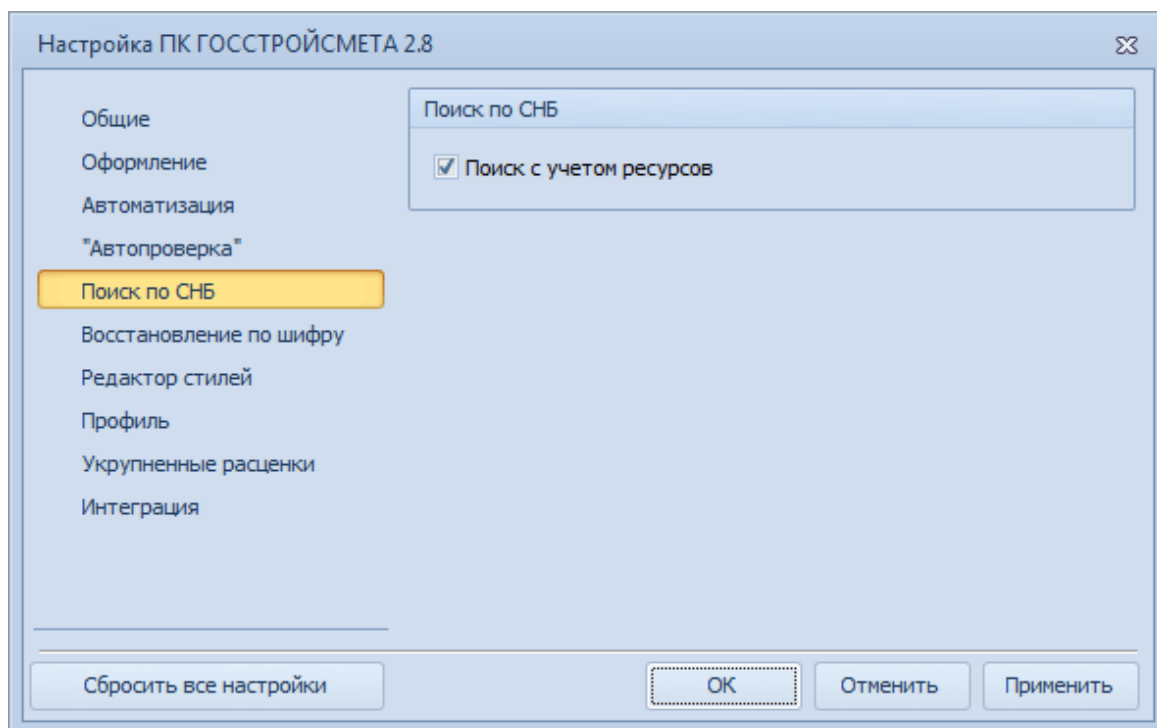 Настройка ПК ГОССТРОЙСМЕТА 2.8
Общие
Оформление
Автоматизация
"Автопроверка"
Поиск по СНБ
Восстановление по шифру
Редактор стилей
Профиль
Укрупненные расценки
Интеграция
Поиск по СНБ
Поиск с учетом ресурсов
Сбросить все настройки
ОК
Отменить
Применить